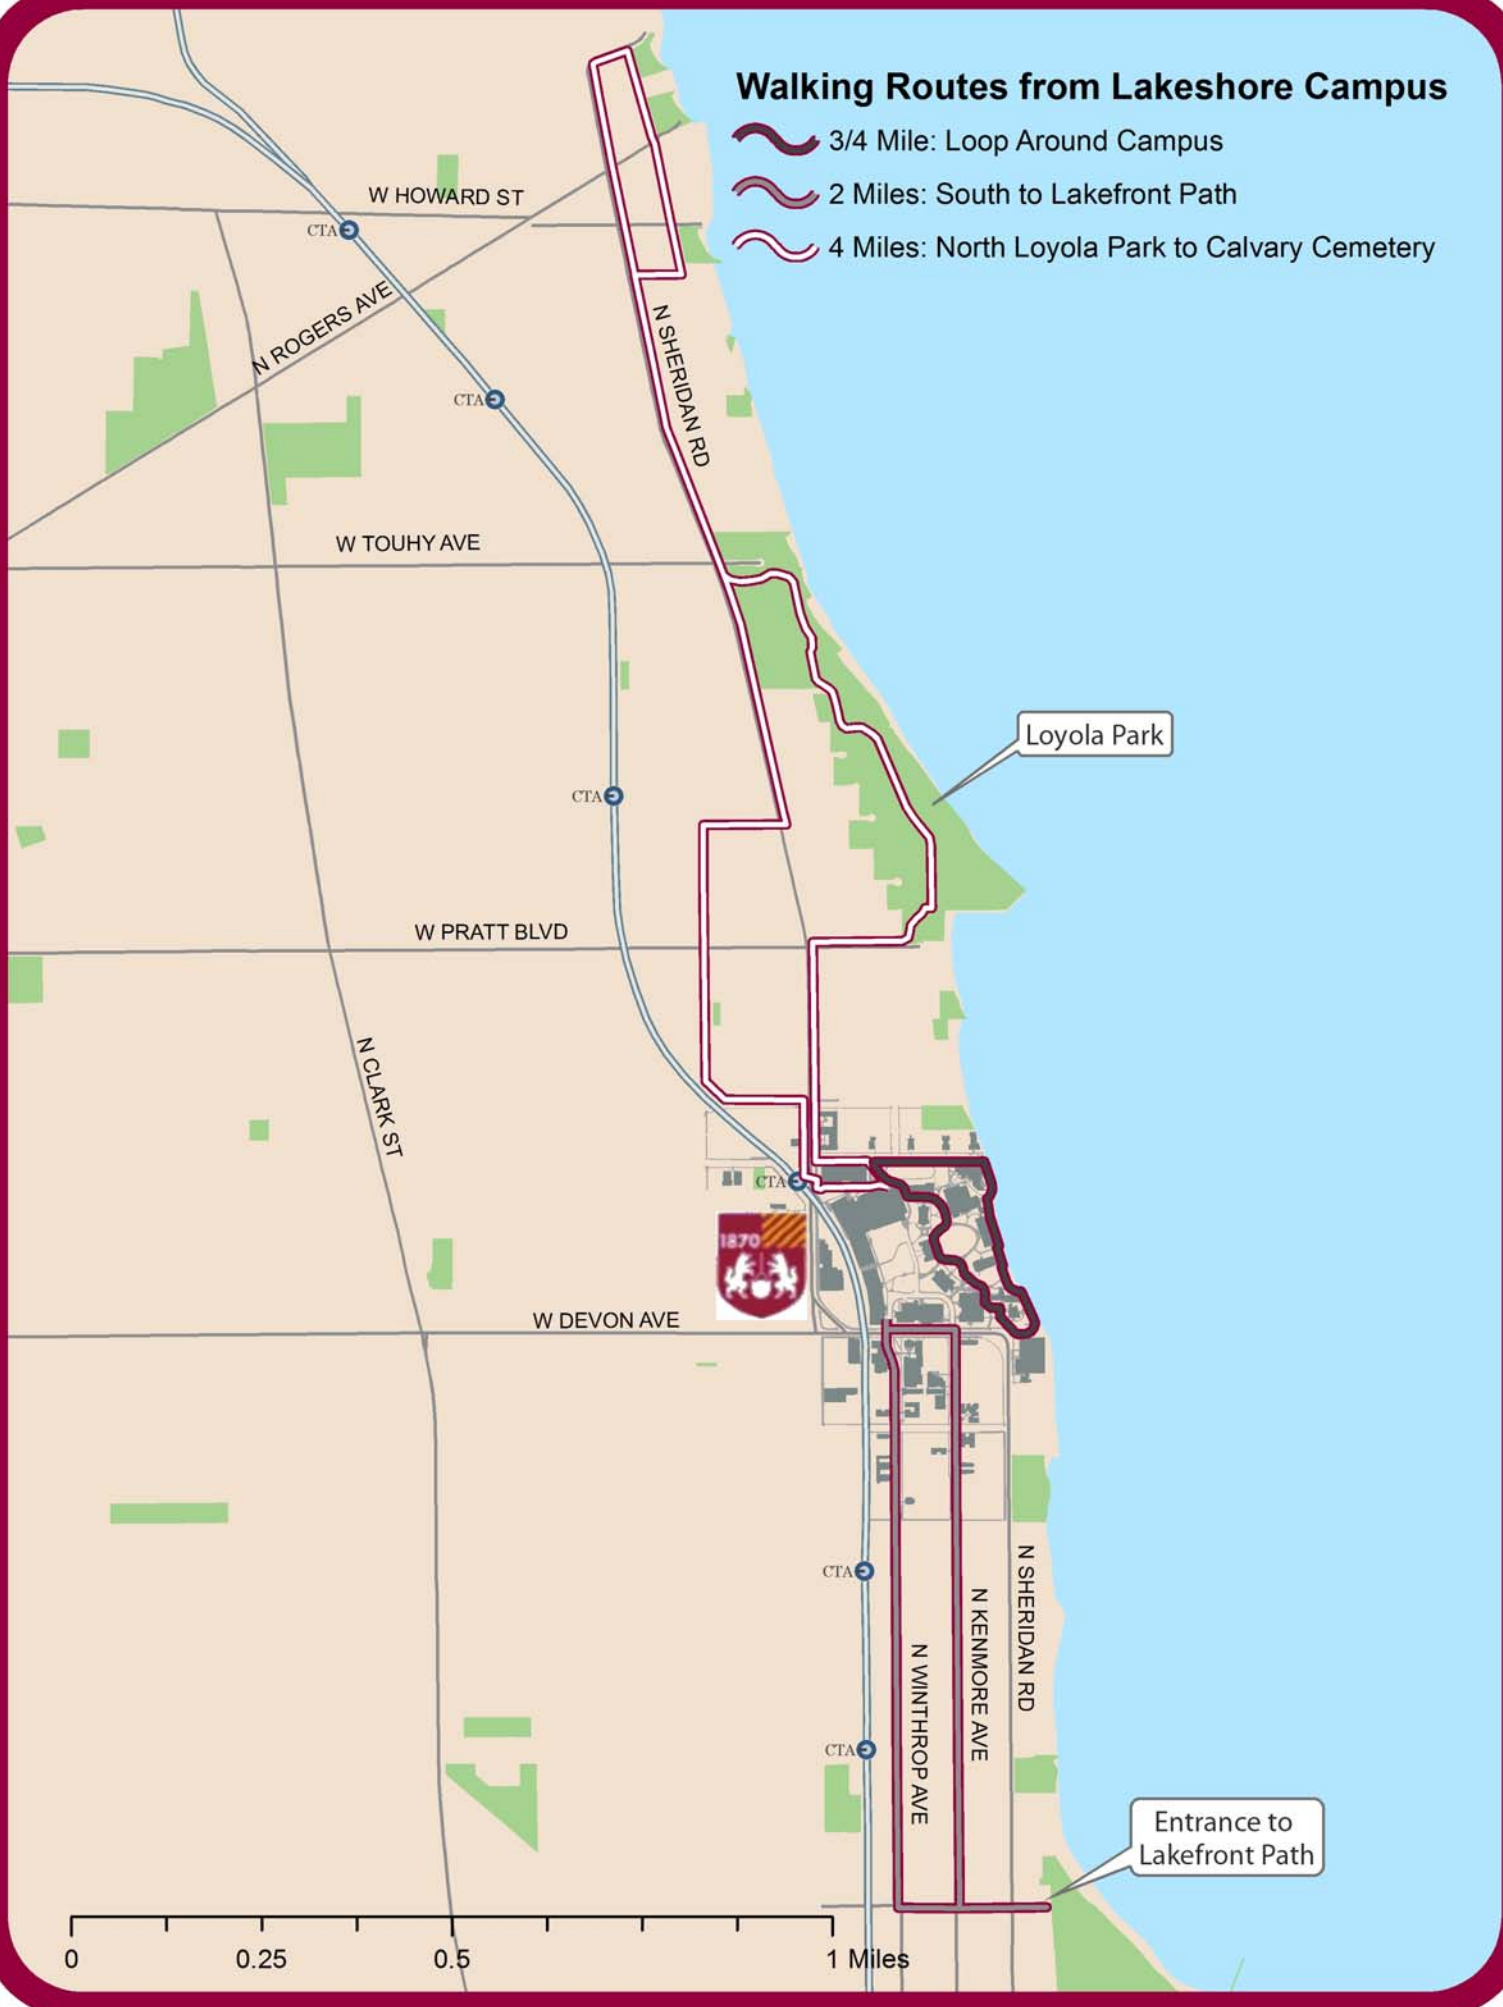 Walking Routes from Lakeshore Campus
3/4 Mile: Loop Around Campus
2 Miles: South to Lakefront Path
4 Miles: North Loyola Park to Calvary Cemetery
W HOWARD ST
CTA
N ROGERS AVE
N SHERIDAN RD
CTA
W TOUHY AVE
Loyola Park
CTA
W PRATT BLVD
N CLARK ST
CTA
1870
W DEVON AVE
CTA
N SHERIDAN RD
N KENMORE AVE
N WINTHROP AVE
CTA
Entrance to
Lakefront Path
0 0.25 0.5 1 Miles